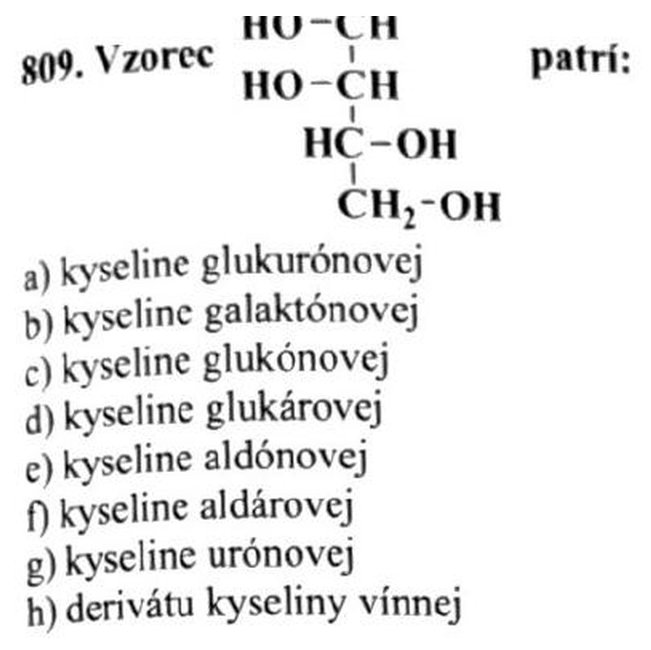 HO-CH
809. Vzorec HO-CH patrí:
HC-OH
CH₂-OH
a) kyseline glukurónovej
b) kyseline galaktónovej
c) kyseline glukónovej
d) kyseline glukárovej
e) kyseline aldónovej
f) kyseline aldárovej
g) kyseline urónovej
h) derivátu kyseliny vínnej